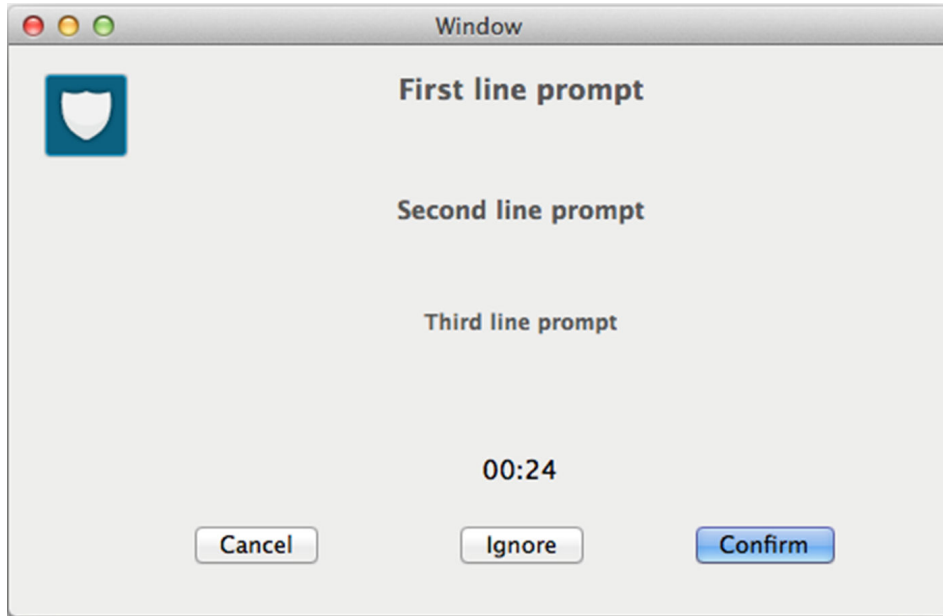 Window
First line prompt
Second line prompt
Third line prompt
00:24
Cancel Ignore Confirm